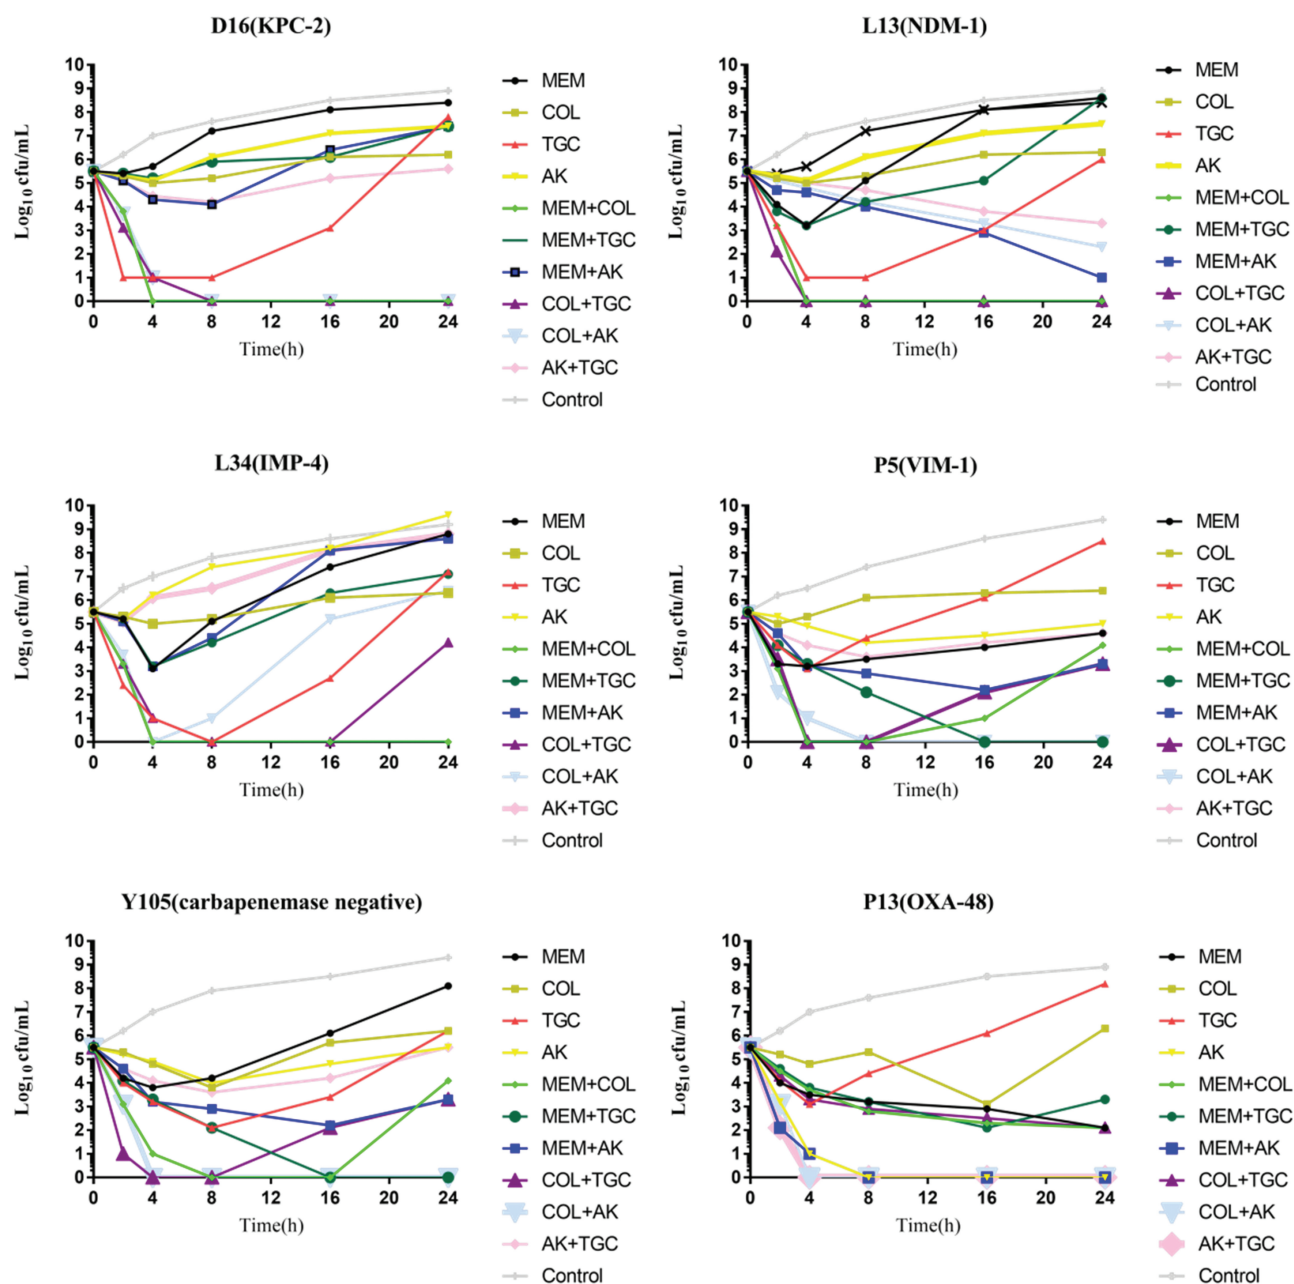 D16(KPC-2)
Log10 cfu/mL
10
9
8
7
6
5
4
3
2
1
0
0 4 8 12 16 20 24
Time(h)
MEM
COL
TGC
AK
MEM+COL
MEM+TGC
MEM+AK
COL+TGC
COL+AK
AK+TGC
Control
L13(NDM-1)
Log10 cfu/mL
10
9
8
7
6
5
4
3
2
1
0
0 4 8 12 16 20 24
Time(h)
MEM
COL
TGC
AK
MEM+COL
MEM+TGC
MEM+AK
COL+TGC
COL+AK
AK+TGC
Control
L34(IMP-4)
Log10 cfu/mL
10
9
8
7
6
5
4
3
2
1
0
0 4 8 12 16 20 24
Time(h)
MEM
COL
TGC
AK
MEM+COL
MEM+TGC
MEM+AK
COL+TGC
COL+AK
AK+TGC
Control
P5(VIM-1)
Log10 cfu/mL
10
9
8
7
6
5
4
3
2
1
0
0 4 8 12 16 20 24
Time(h)
MEM
COL
TGC
AK
MEM+COL
MEM+TGC
MEM+AK
COL+TGC
COL+AK
AK+TGC
Control
Y105(carbapenemase negative)
Log10 cfu/mL
10
9
8
7
6
5
4
3
2
1
0
0 4 8 12 16 20 24
Time(h)
MEM
COL
TGC
AK
MEM+COL
MEM+TGC
MEM+AK
COL+TGC
COL+AK
AK+TGC
Control
P13(OXA-48)
Log10 cfu/mL
10
9
8
7
6
5
4
3
2
1
0
0 4 8 12 16 20 24
Time(h)
MEM
COL
TGC
AK
MEM+COL
MEM+TGC
MEM+AK
COL+TGC
COL+AK
AK+TGC
Control